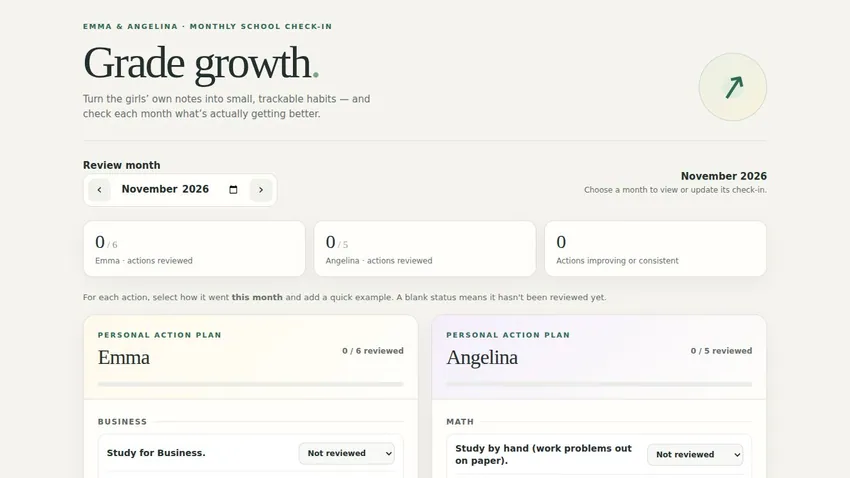 EMMA & ANGELINA · MONTHLY SCHOOL CHECK-IN
Grade growth.
Turn the girls’ own notes into small, trackable habits — and
check each month what’s actually getting better.
Review month
November 2026
November 2026
Choose a month to view or update its check-in.
0 / 6
Emma · actions reviewed
0 / 5
Angelina · actions reviewed
0
Actions improving or consistent
For each action, select how it went this month and add a quick example. A blank status means it hasn't been reviewed yet.
PERSONAL ACTION PLAN
Emma
0 / 6 reviewed
BUSINESS
Study for Business.
Not reviewed
PERSONAL ACTION PLAN
Angelina
0 / 5 reviewed
MATH
Study by hand (work problems out
on paper).
Not reviewed